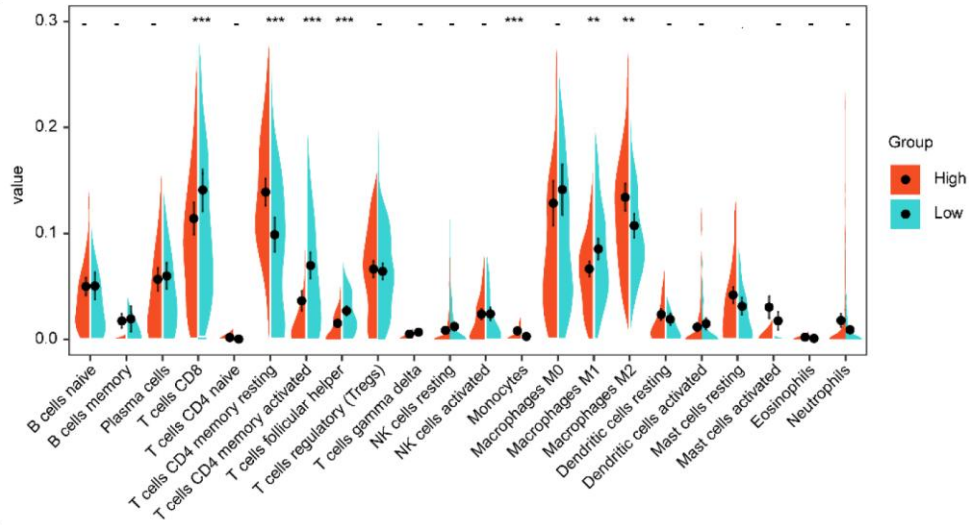 0.3
- - - *** - *** *** *** - - - - *** - ** ** - - - - - -
0.2
0.1
0.0
value
Group
High
Low
B cells naive
B cells memory
Plasma cells
T cells CD8
T cells CD4 naive
T cells CD4 memory resting
T cells CD4 memory activated
T cells follicular helper
T cells regulatory (Tregs)
T cells gamma delta
NK cells resting
NK cells activated
Monocytes
Macrophages M0
Macrophages M1
Macrophages M2
Dendritic cells resting
Dendritic cells activated
Mast cells resting
Mast cells activated
Eosinophils
Neutrophils